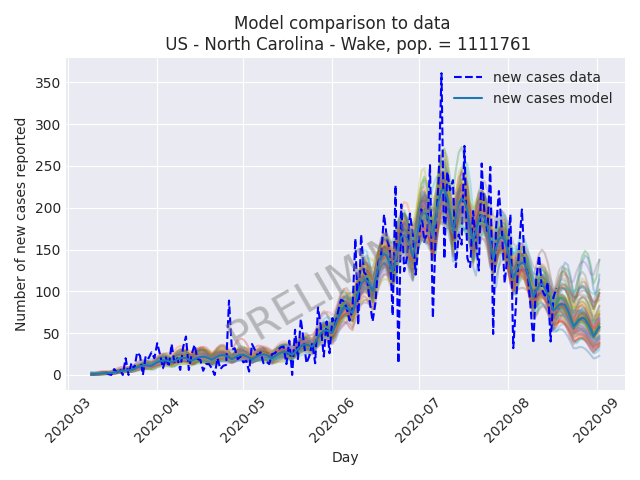 Model comparison to data
US - North Carolina - Wake, pop. = 1111761
new cases data
new cases model
Number of new cases reported
350
300
250
200
150
100
50
0
2020-03
2020-04
2020-05
2020-06
2020-07
2020-08
2020-09
Day